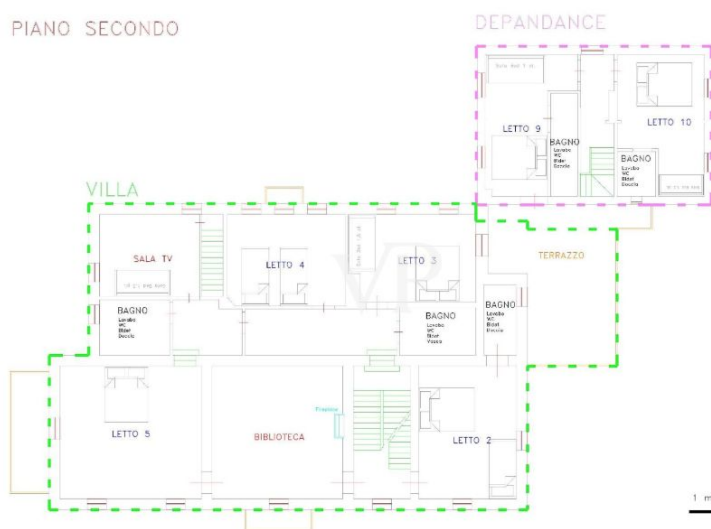 PIANO SECONDO
DEPANDANCE
LETTO 9
LETTO 10
BAGNO
Lavabo
WC
Bidet
Doccia
BAGNO
Lavabo
WC
Bidet
Doccia
VILLA
SALA TV
LETTO 4
LETTO 3
TERRAZZO
VP
BAGNO
Lavabo
WC
Bidet
Doccia
BAGNO
Lavabo
WC
Bidet
Vasca
BAGNO
Lavabo
WC
Bidet
Doccia
LETTO 5
BIBLIOTECA
LETTO 2
1 m